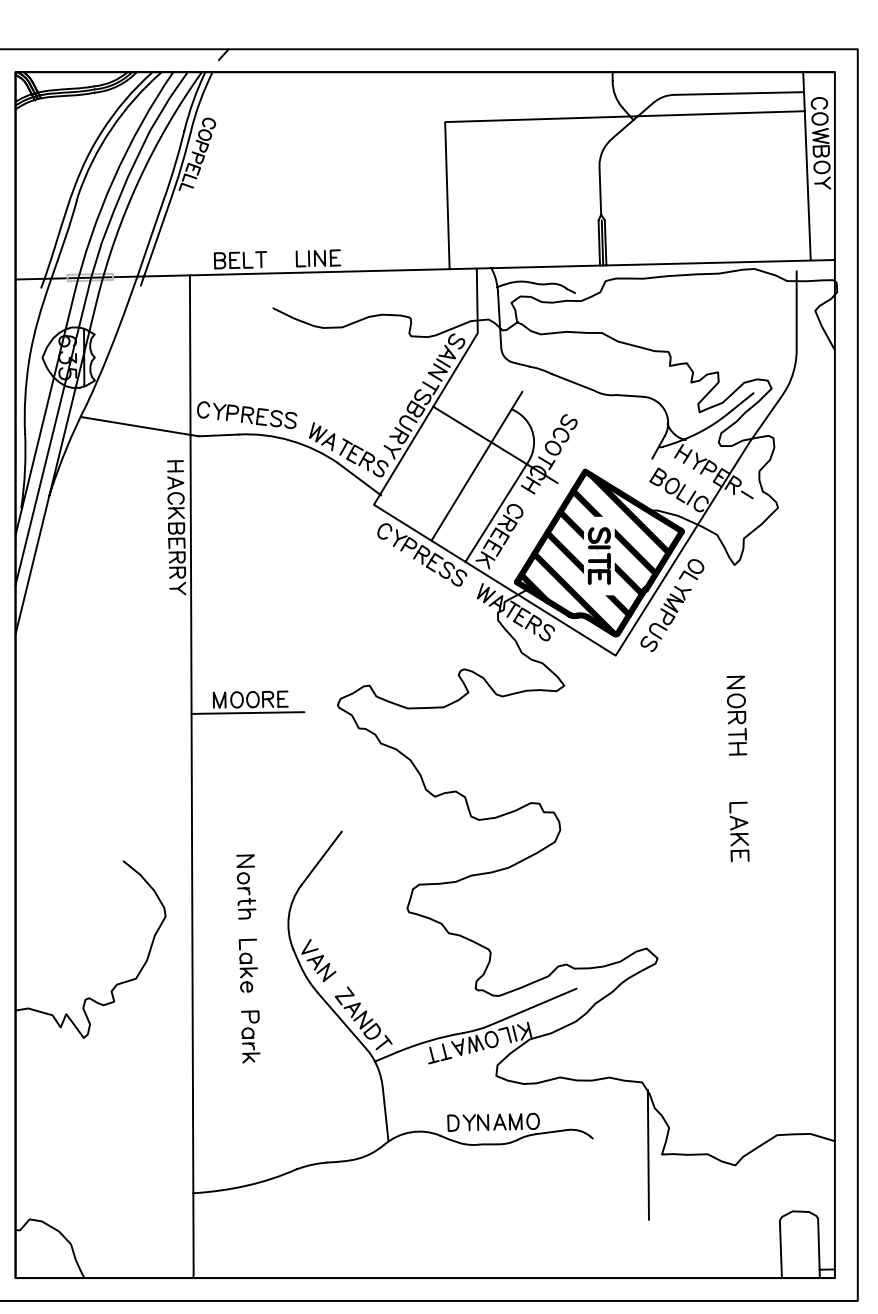 COWBOY
COPPELL
BELT LINE
635
SAINTSBURY
CYPRESS WATERS
SCOTCH CREEK
HYPER-
BOLIC
HACKBERRY
SITE
CYPRESS WATERS
OLYMPUS
MOORE
NORTH LAKE
North Lake Park
VAN ZANDT
KILOWATT
DYNAMO